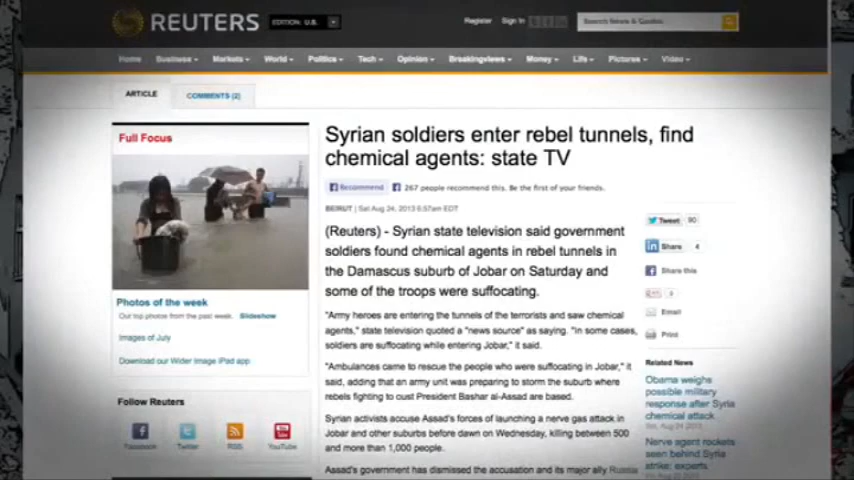 REUTERS
EDITION: U.S.
Register
Sign In
Search News & Quotes
Home
Business
Markets
World
Politics
Tech
Opinion
Breakingviews
Money
Life
Pictures
Video
ARTICLE
COMMENTS (2)
Full Focus
Photos of the week
Our top photos from the past week. Slideshow
Images of July
Download our Wider Image iPad app
Follow Reuters
Facebook
Twitter
RSS
YouTube
Syrian soldiers enter rebel tunnels, find
chemical agents: state TV
Recommend
267 people recommend this. Be the first of your friends.
BEIRUT | Sat Aug 24, 2013 6:57am EDT
(Reuters) - Syrian state television said government
soldiers found chemical agents in rebel tunnels in
the Damascus suburb of Jobar on Saturday and
some of the troops were suffocating.
"Army heroes are entering the tunnels of the terrorists and saw chemical
agents," state television quoted a "news source" as saying. "In some cases,
soldiers are suffocating while entering Jobar," it said.
"Ambulances came to rescue the people who were suffocating in Jobar," it
said, adding that an army unit was preparing to storm the suburb where
rebels fighting to oust President Bashar al-Assad are based.
Syrian activists accuse Assad's forces of launching a nerve gas attack in
Jobar and other suburbs before dawn on Wednesday, killing between 500
and more than 1,000 people.
Assad's government has dismissed the accusation and its major ally Russia
Tweet 90
Share 4
Share this
+1 0
Email
Print
Related News
Obama weighs
possible military
response after Syria
chemical attack
Sat, Aug 24 2013
Nerve agent rockets
seen behind Syria
strike: experts